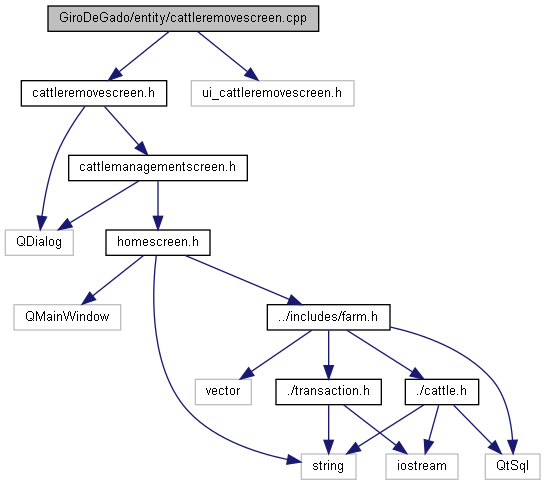 GiroDeGado/entity/cattleremovescreen.cpp
cattleremovescreen.h
ui_cattleremovescreen.h
cattlemanagementscreen.h
QDialog
homescreen.h
QMainWindow
../includes/farm.h
vector
./transaction.h
./cattle.h
string
iostream
QtSql